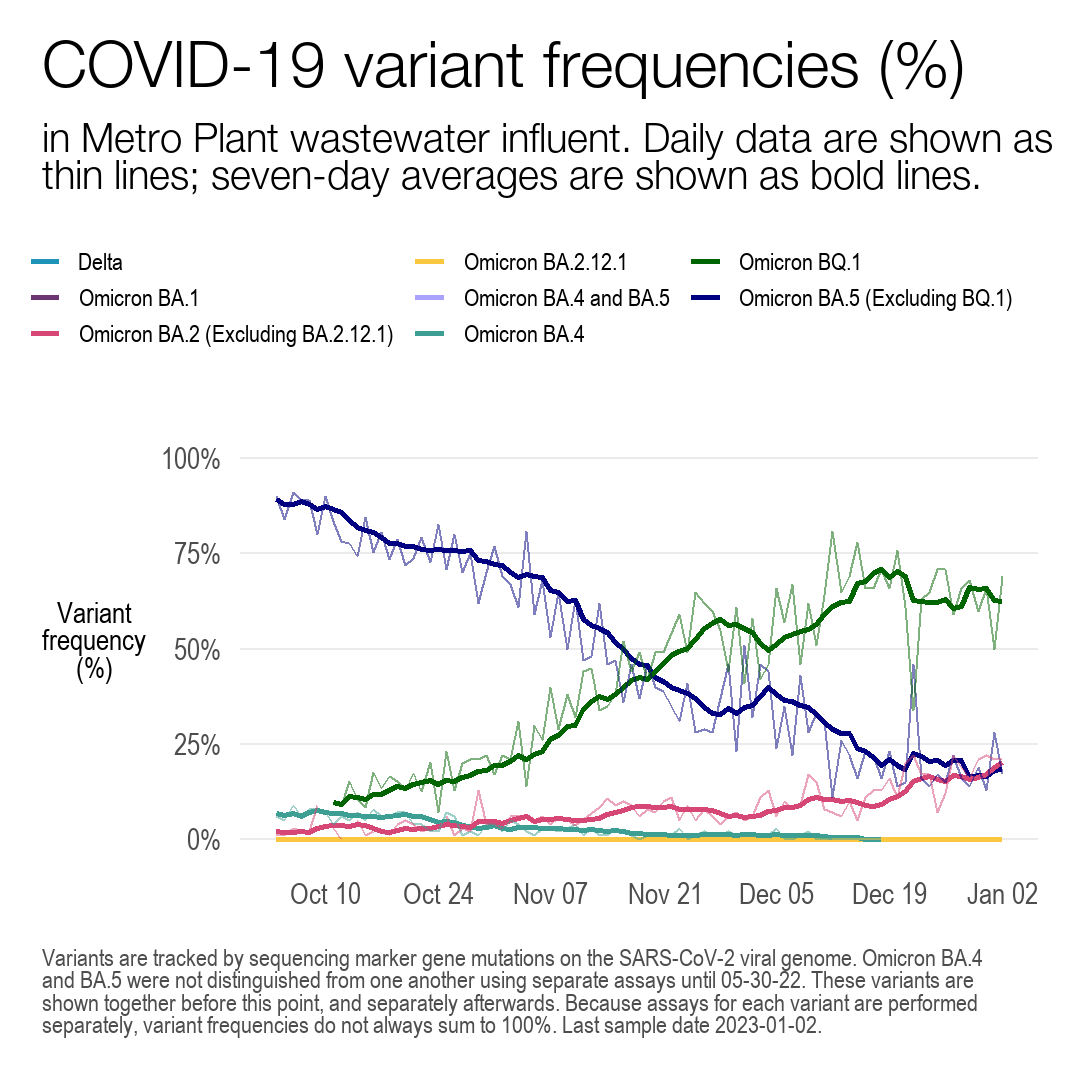 COVID-19 variant frequencies (%)
in Metro Plant wastewater influent. Daily data are shown as
thin lines; seven-day averages are shown as bold lines.
Delta
Omicron BA.1
Omicron BA.2 (Excluding BA.2.12.1)
Omicron BA.2.12.1
Omicron BA.4 and BA.5
Omicron BA.4
Omicron BQ.1
Omicron BA.5 (Excluding BQ.1)
Variant
frequency
(%)
100%
75%
50%
25%
0%
Oct 10
Oct 24
Nov 07
Nov 21
Dec 05
Dec 19
Jan 02
Variants are tracked by sequencing marker gene mutations on the SARS-CoV-2 viral genome. Omicron BA.4
and BA.5 were not distinguished from one another using separate assays until 05-30-22. These variants are
shown together before this point, and separately afterwards. Because assays for each variant are performed
separately, variant frequencies do not always sum to 100%. Last sample date 2023-01-02.